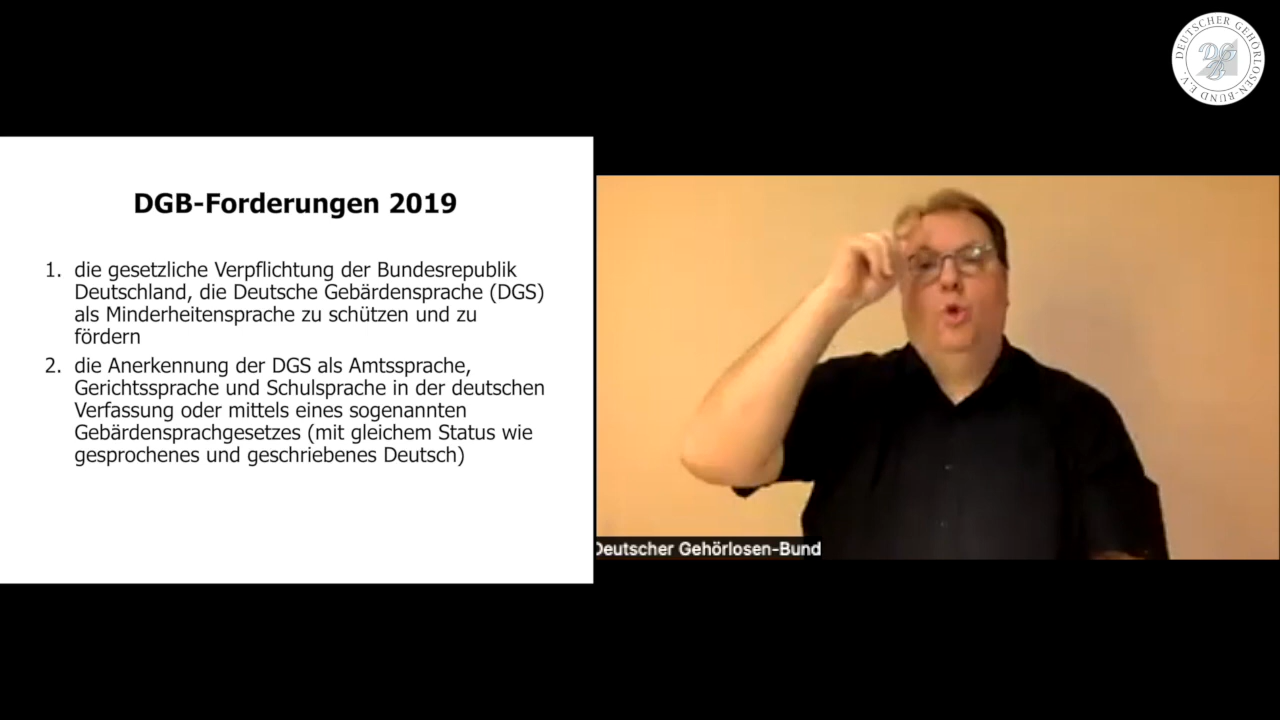 DEUTSCHER GEHÖRLOSEN-BUND E.V.
DGB
DGB-Forderungen 2019
1. die gesetzliche Verpflichtung der Bundesrepublik
Deutschland, die Deutsche Gebärdensprache (DGS)
als Minderheitensprache zu schützen und zu
fördern
2. die Anerkennung der DGS als Amtssprache,
Gerichtssprache und Schulsprache in der deutschen
Verfassung oder mittels eines sogenannten
Gebärdensprachgesetzes (mit gleichem Status wie
gesprochenes und geschriebenes Deutsch)
Deutscher Gehörlosen-Bund